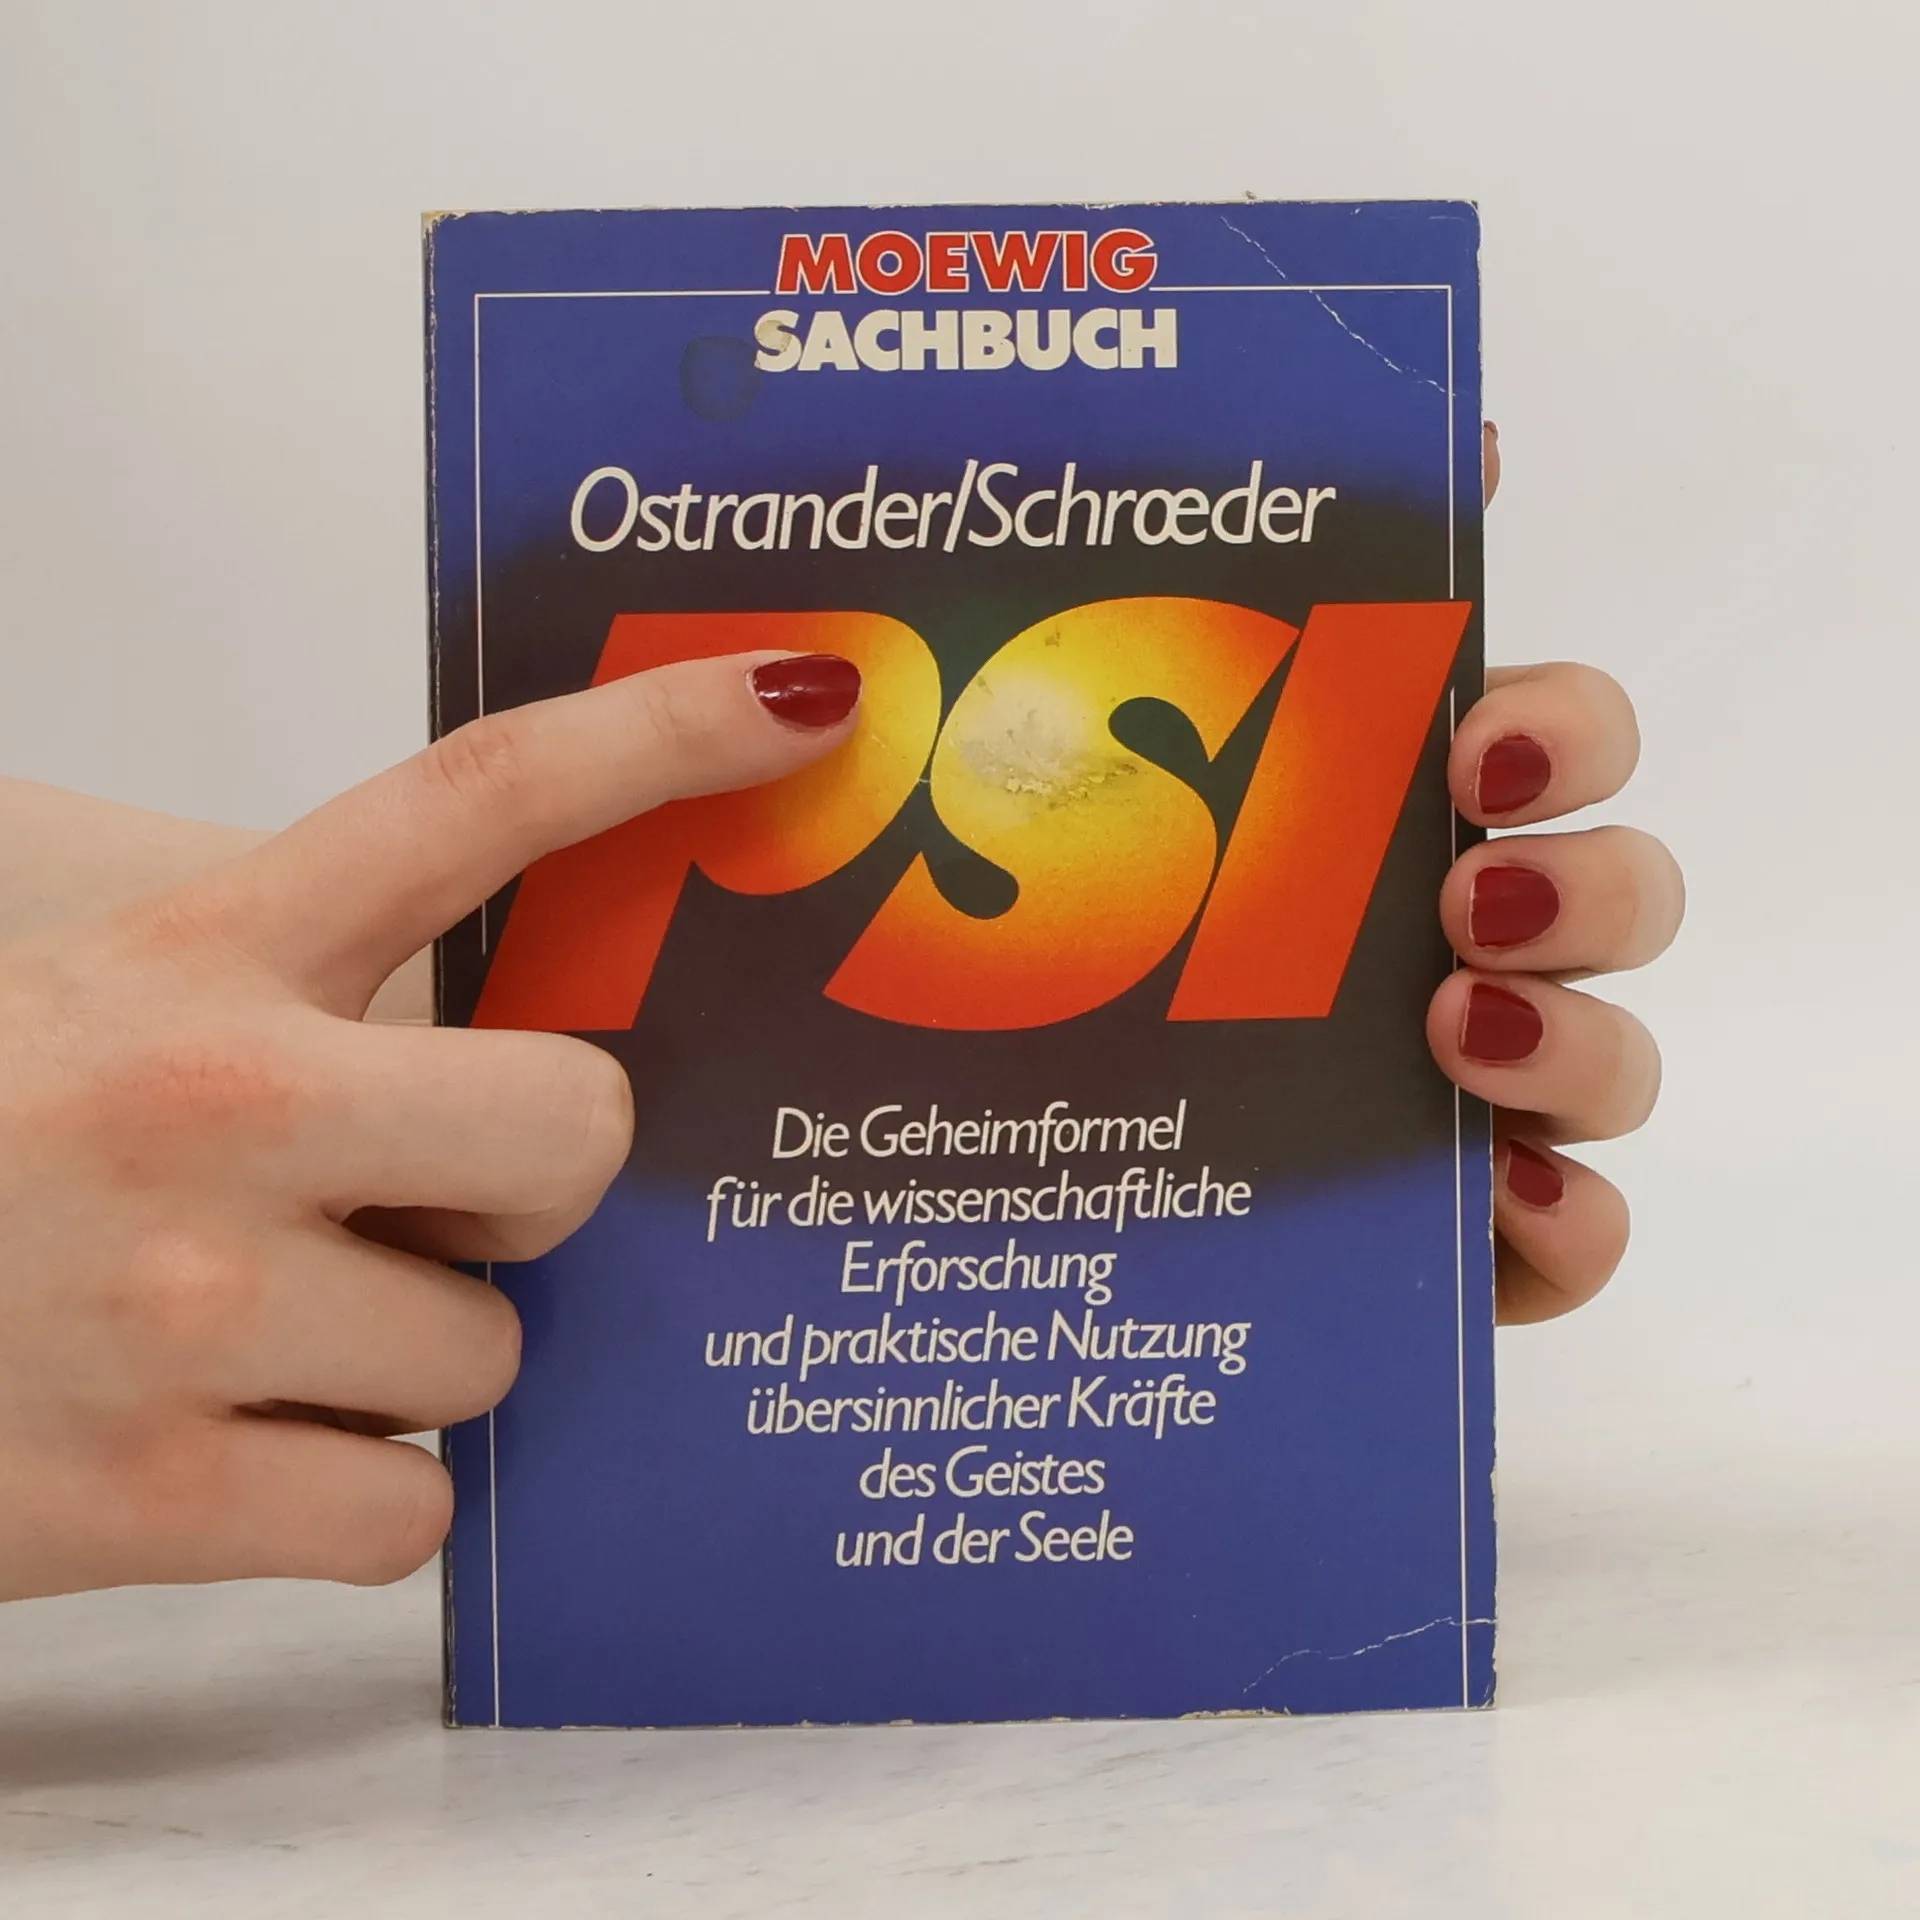 MOEWIG
SACHBUCH
Ostrander/Schrœder
PSI
Die Geheimformel
für die wissenschaftliche
Erforschung
und praktische Nutzung
übersinnlicher Kräfte
des Geistes
und der Seele